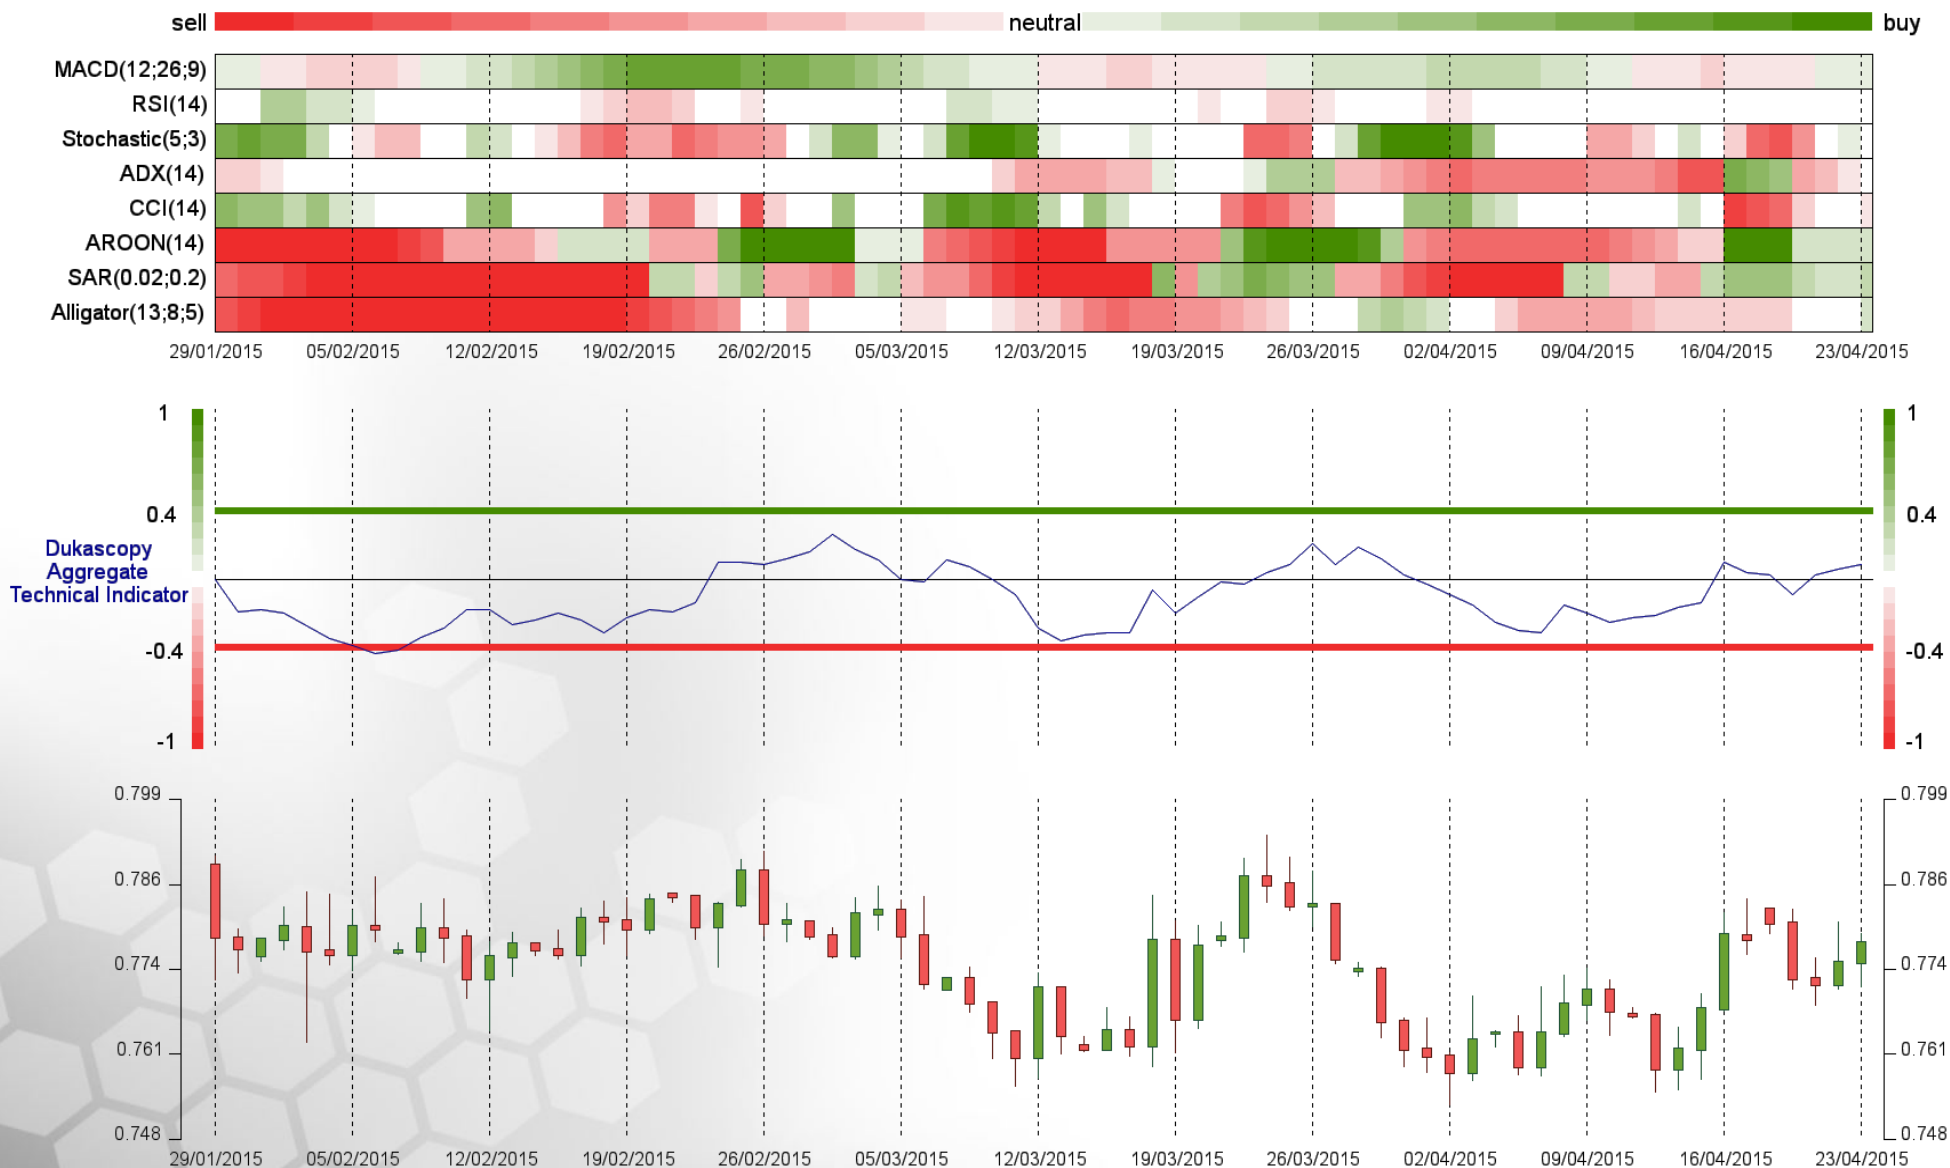 sell neutral buy
MACD(12;26;9)
RSI(14)
Stochastic(5;3)
ADX(14)
CCI(14)
AROON(14)
SAR(0.02;0.2)
Alligator(13;8;5)
29/01/2015 05/02/2015 12/02/2015 19/02/2015 26/02/2015 05/03/2015 12/03/2015 19/03/2015 26/03/2015 02/04/2015 09/04/2015 16/04/2015 23/04/2015
1 1
0.4 0.4
Dukascopy
Aggregate
Technical Indicator
-0.4 -0.4
-1 -1
0.799 0.799
0.786 0.786
0.774 0.774
0.761 0.761
0.748 0.748
29/01/2015 05/02/2015 12/02/2015 19/02/2015 26/02/2015 05/03/2015 12/03/2015 19/03/2015 26/03/2015 02/04/2015 09/04/2015 16/04/2015 23/04/2015